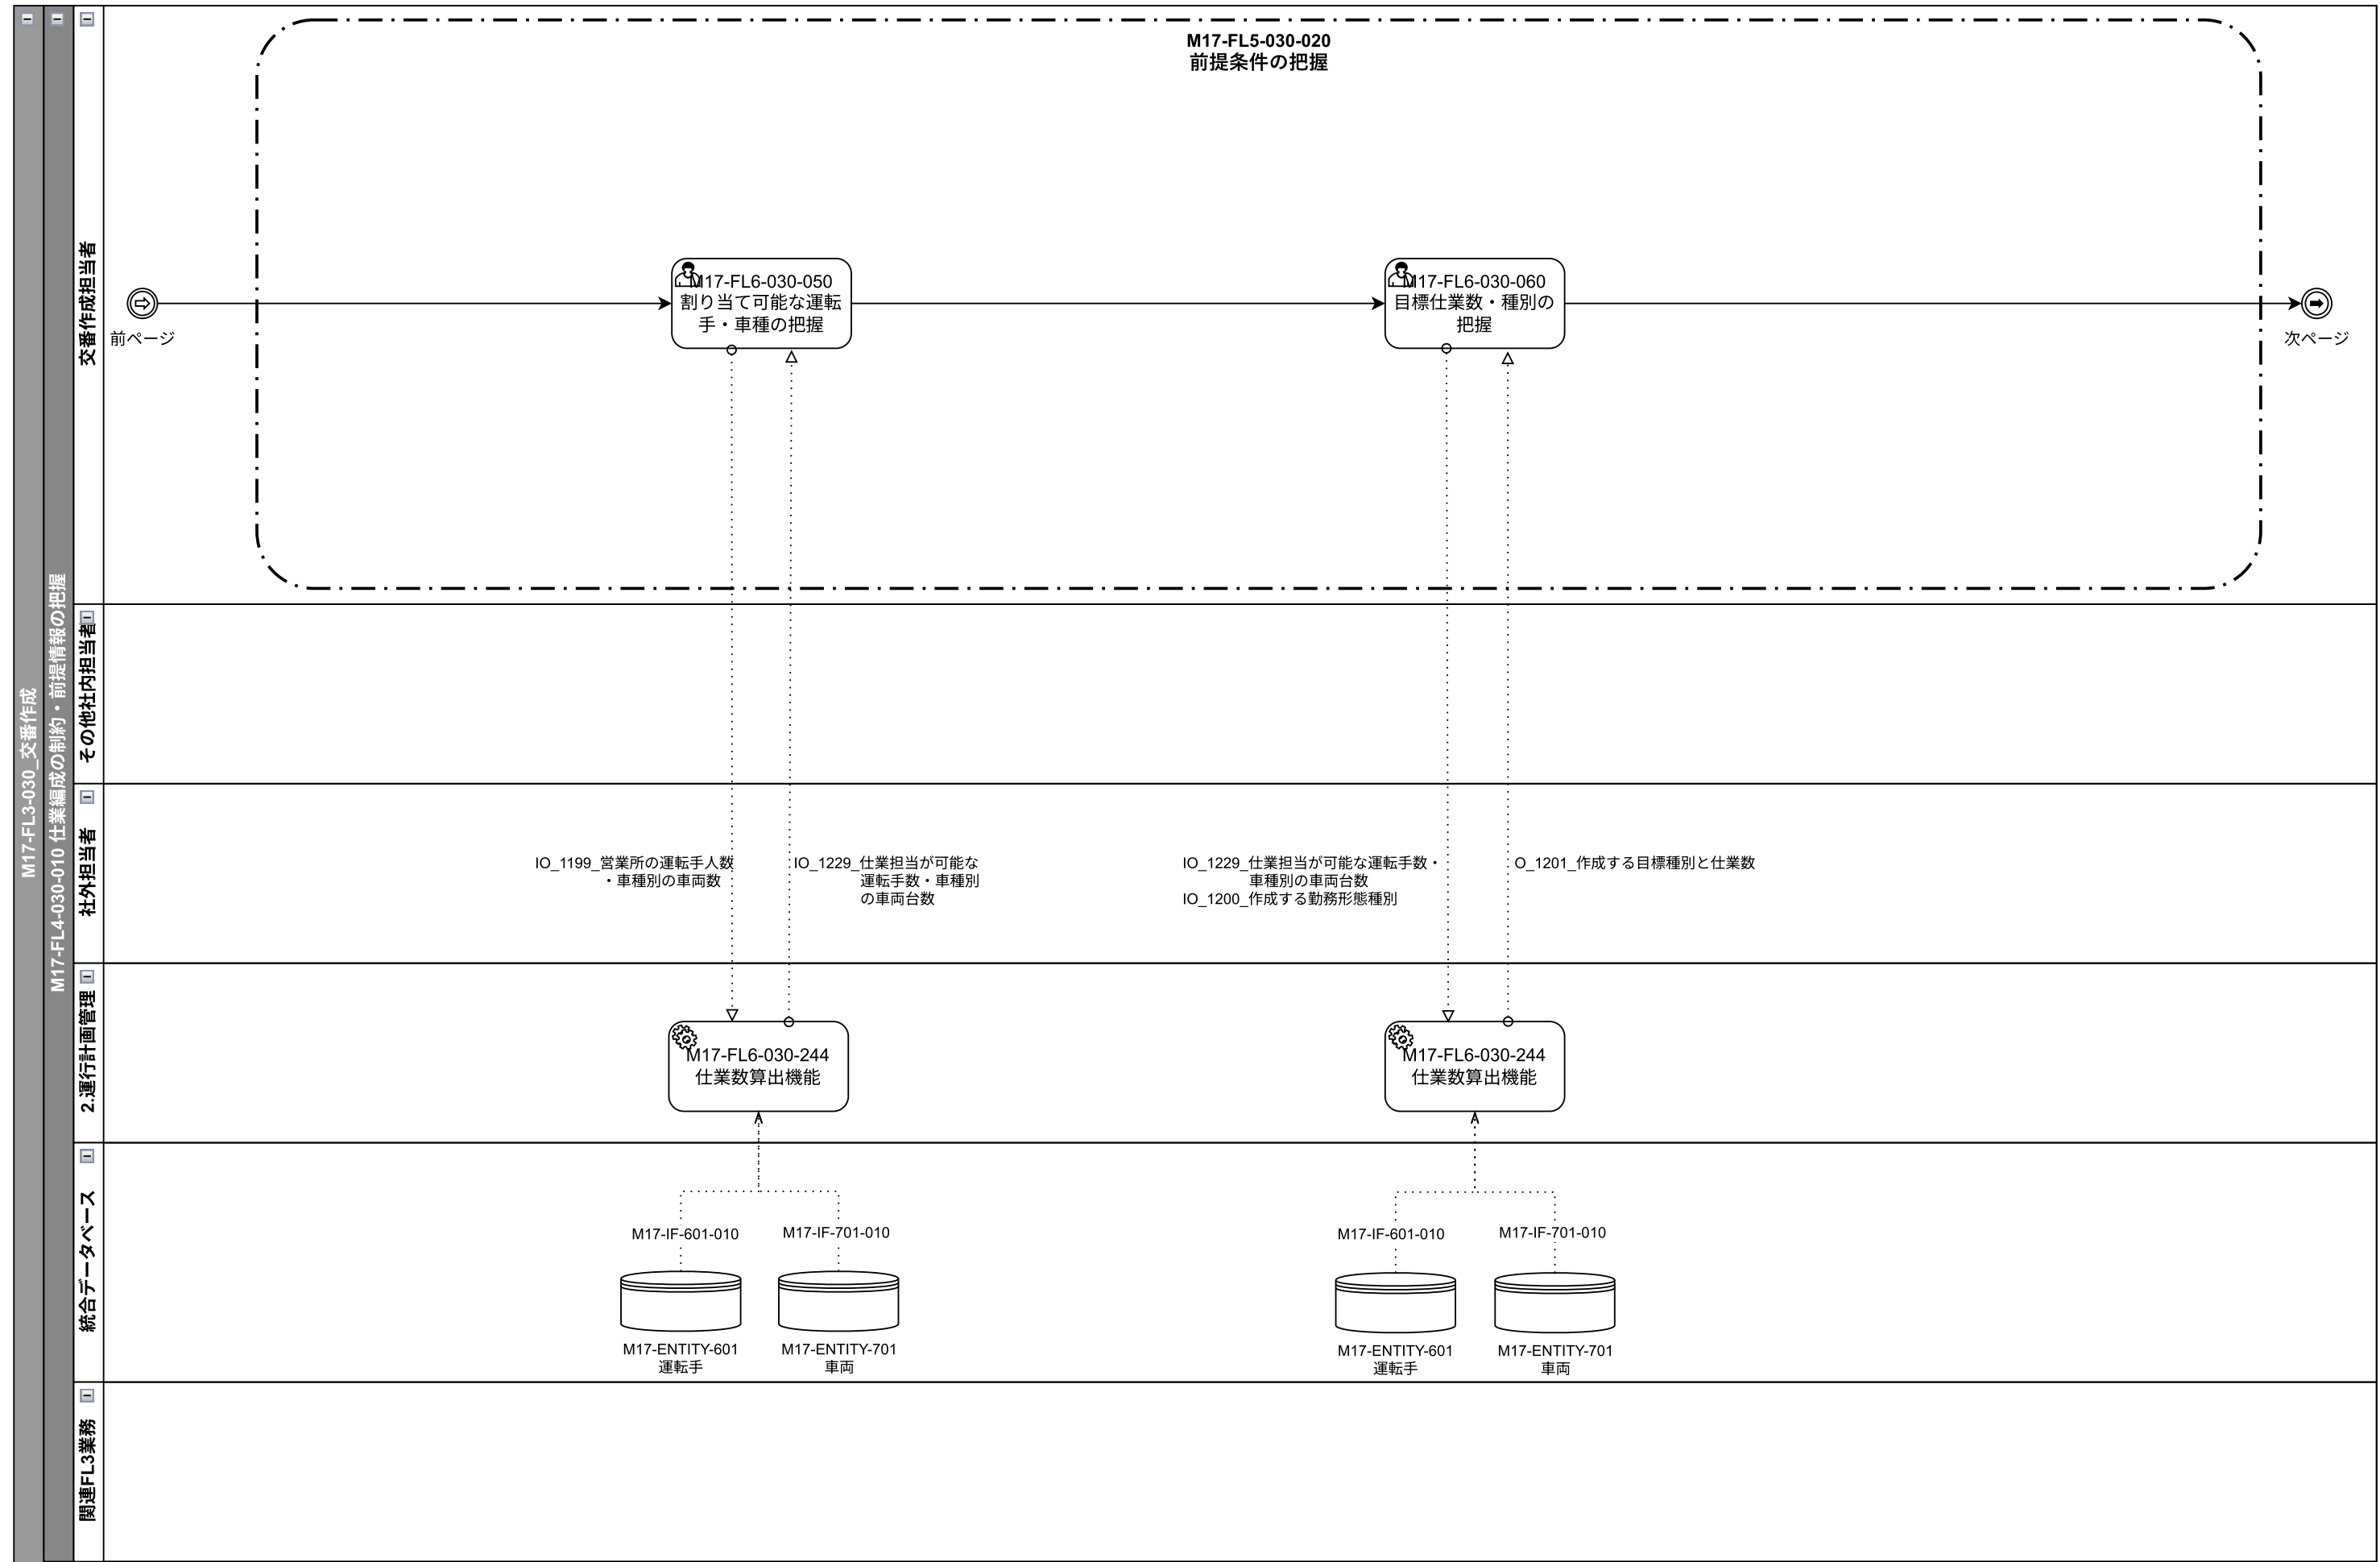 M17-FL3-030_交番作成
M17-FL4-030-010 仕業編成の制約・前提情報の把握
交番作成担当者
M17-FL5-030-020
前提条件の把握
前ページ
M17-FL6-030-050
割り当て可能な運転
手・車種の把握
M17-FL6-030-060
目標仕業数・種別の
把握
次ページ
その他社内担当者
社外担当者
IO_1199_営業所の運転手人数
・車種別の車両数
IO_1229_仕業担当が可能な
運転手数・車種別
の車両台数
IO_1229_仕業担当が可能な運転手数・
車種別の車両台数
IO_1200_作成する勤務形態種別
O_1201_作成する目標種別と仕業数
2.運行計画管理
M17-FL6-030-244
仕業数算出機能
M17-FL6-030-244
仕業数算出機能
統合データベース
M17-IF-601-010
M17-IF-701-010
M17-IF-601-010
M17-IF-701-010
M17-ENTITY-601
運転手
M17-ENTITY-701
車両
M17-ENTITY-601
運転手
M17-ENTITY-701
車両
関連FL3業務